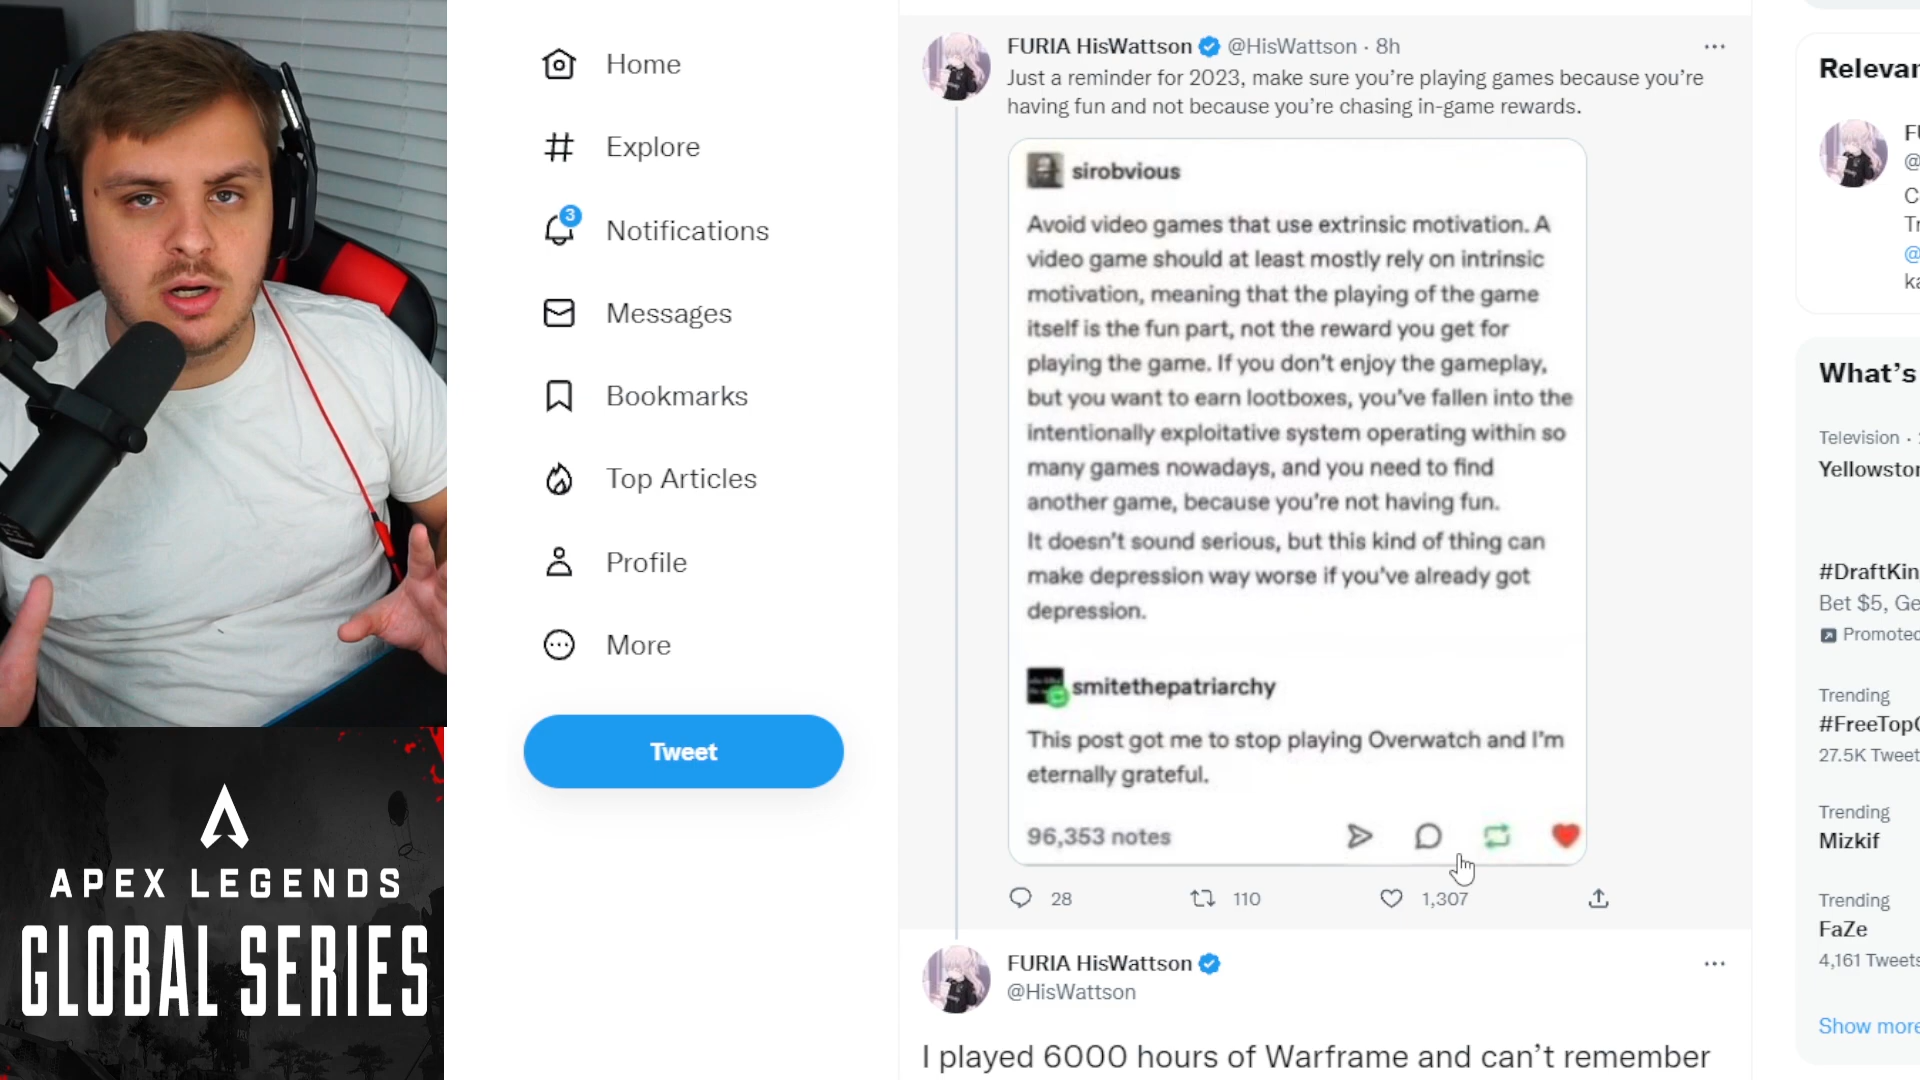 Home
Explore
3
Notifications
Messages
Bookmarks
Top Articles
Profile
More
Tweet
APEX LEGENDS
GLOBAL SERIES
FURIA HisWattson @HisWattson · 8h
Just a reminder for 2023, make sure you’re playing games because you’re
having fun and not because you’re chasing in-game rewards.
sirobvious
Avoid video games that use extrinsic motivation. A
video game should at least mostly rely on intrinsic
motivation, meaning that the playing of the game
itself is the fun part, not the reward you get for
playing the game. If you don’t enjoy the gameplay,
but you want to earn lootboxes, you’ve fallen into the
intentionally exploitative system operating within so
many games nowadays, and you need to find
another game, because you’re not having fun.
It doesn’t sound serious, but this kind of thing can
make depression way worse if you’ve already got
depression.
smitethepatriarchy
This post got me to stop playing Overwatch and I’m
eternally grateful.
96,353 notes
28 110 1,307
FURIA HisWattson
@HisWattson
I played 6000 hours of Warframe and can’t remember
What’s
Television ·
#DraftKin
Bet $5, Ge
Promoted
Trending
#FreeTop
27.5K Tweet
Trending
Mizkif
Trending
FaZe
4,161 Tweets
Show more